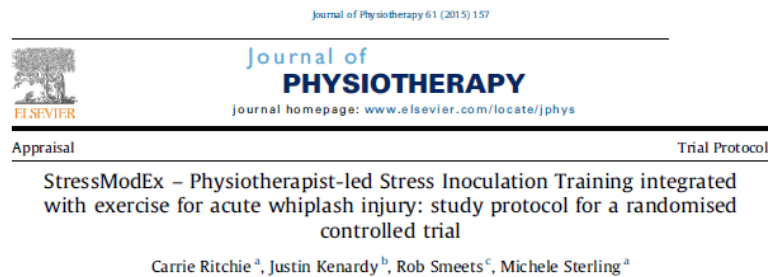 Journal of Physiotherapy 61 (2015) 157
Journal of
PHYSIOTHERAPY
journal homepage: www.elsevier.com/locate/jphys
ELSEVIER
Appraisal
Trial Protocol
StressModEx – Physiotherapist-led Stress Inoculation Training integrated
with exercise for acute whiplash injury: study protocol for a randomised
controlled trial
Carrie Ritchie a, Justin Kenardy b, Rob Smeets c, Michele Sterling a